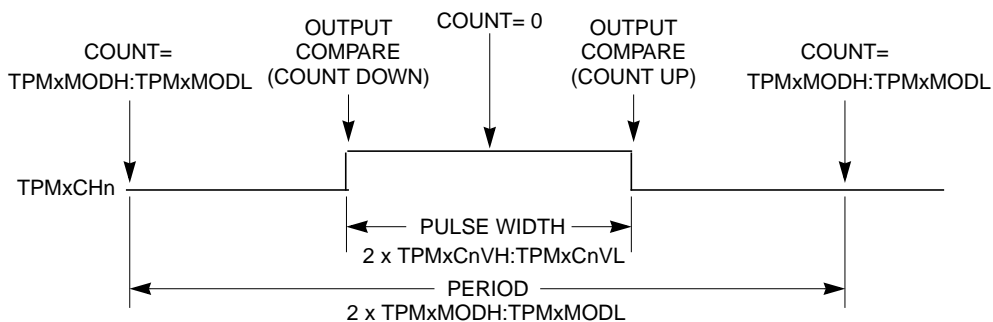 COUNT=
TPMxMODH:TPMxMODL
OUTPUT
COMPARE
(COUNT DOWN)
COUNT= 0
OUTPUT
COMPARE
(COUNT UP)
COUNT=
TPMxMODH:TPMxMODL
TPMxCHn
PULSE WIDTH
2 x TPMxCnVH:TPMxCnVL
PERIOD
2 x TPMxMODH:TPMxMODL